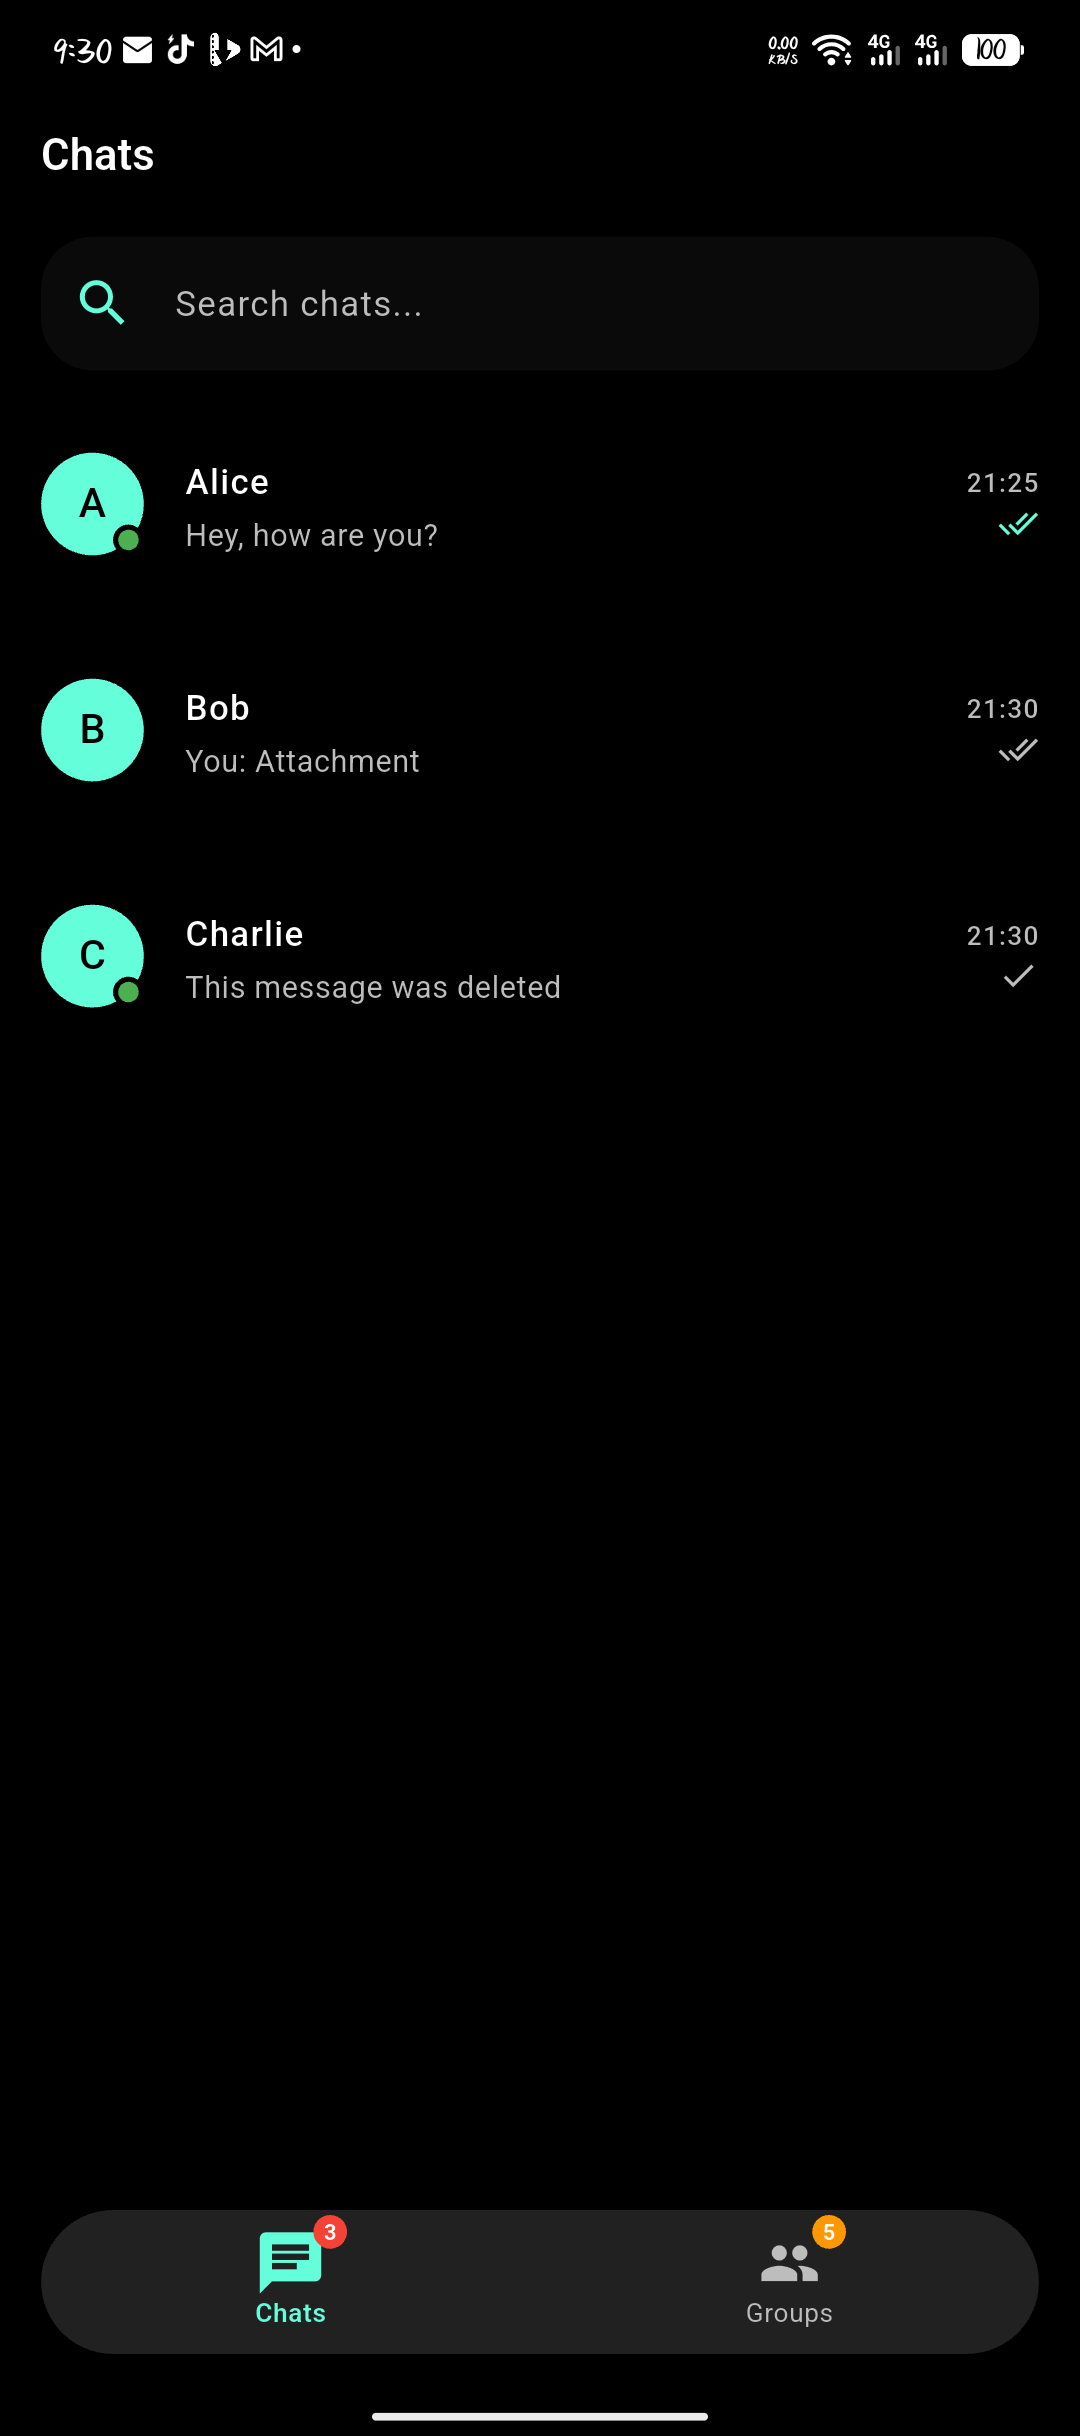 9:30 0.00 KB/S 4G 4G 100
Chats
Search chats...
A Alice 21:25
Hey, how are you?
B Bob 21:30
You: Attachment
C Charlie 21:30
This message was deleted
3 5
Chats Groups